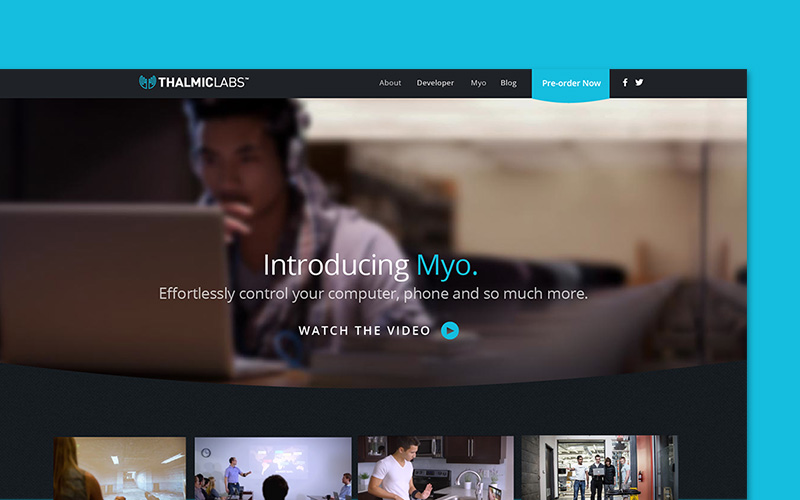 THALMICLABS™
About Developer Myo Blog Pre-order Now
Introducing Myo.
Effortlessly control your computer, phone and so much more.
WATCH THE VIDEO